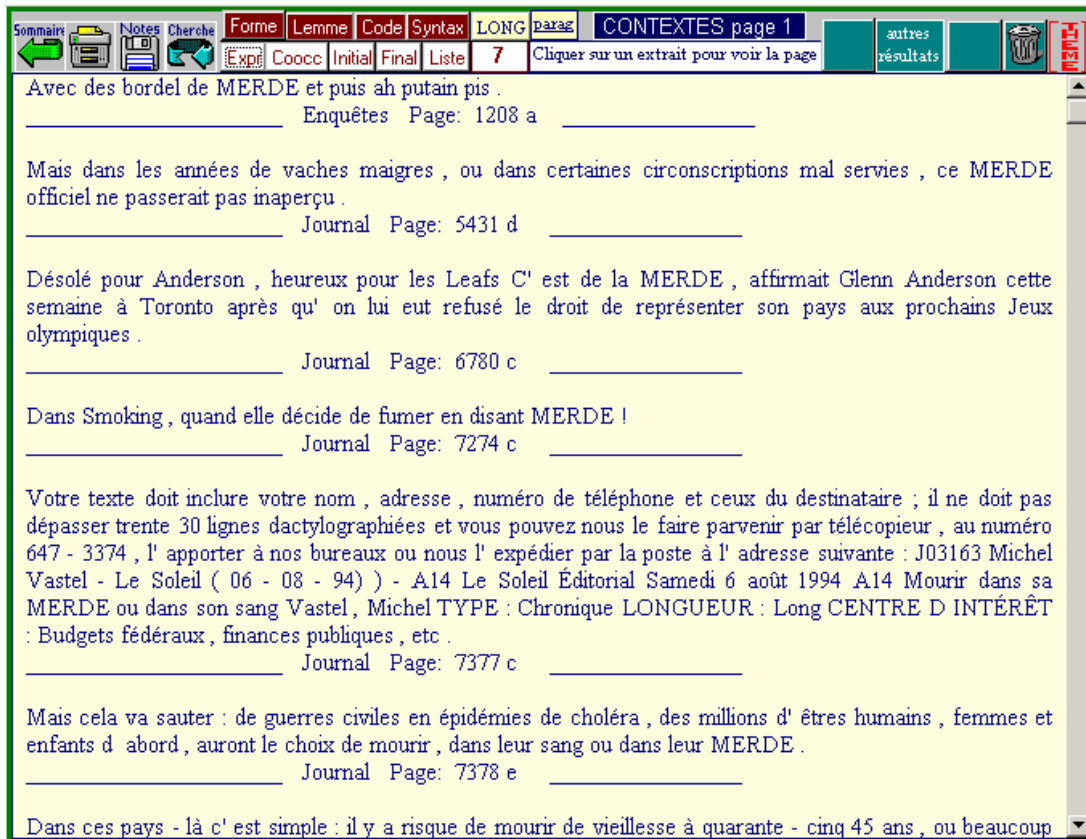 Sommaire Notes Cherche Forme Lemme Code Syntax LONG parag CONTEXTES page 1 autres résultats THEME
Expr Coocc Initial Final Liste 7 Cliquer sur un extrait pour voir la page
Avec des bordel de MERDE et puis ah putain pis .
Enquêtes Page: 1208 a
Mais dans les années de vaches maigres , ou dans certaines circonscriptions mal servies , ce MERDE
officiel ne passerait pas inaperçu .
Journal Page: 5431 d
Désolé pour Anderson , heureux pour les Leafs C' est de la MERDE , affirmait Glenn Anderson cette
semaine à Toronto après qu' on lui eut refusé le droit de représenter son pays aux prochains Jeux
olympiques .
Journal Page: 6780 c
Dans Smoking , quand elle décide de fumer en disant MERDE !
Journal Page: 7274 c
Votre texte doit inclure votre nom , adresse , numéro de téléphone et ceux du destinataire ; il ne doit pas
dépasser trente 30 lignes dactylographiées et vous pouvez nous le faire parvenir par télécopieur , au numéro
647 - 3374 , l' apporter à nos bureaux ou nous l' expédier par la poste à l' adresse suivante : J03163 Michel
Vastel - Le Soleil ( 06 - 08 - 94) ) - A14 Le Soleil Éditorial Samedi 6 août 1994 A14 Mourir dans sa
MERDE ou dans son sang Vastel , Michel TYPE : Chronique LONGUEUR : Long CENTRE D INTÉRÊT
: Budgets fédéraux , finances publiques , etc .
Journal Page: 7377 c
Mais cela va sauter : de guerres civiles en épidémies de choléra , des millions d' êtres humains , femmes et
enfants d abord , auront le choix de mourir , dans leur sang ou dans leur MERDE .
Journal Page: 7378 e
Dans ces pays - là c' est simple : il y a risque de mourir de vieillesse à quarante - cinq 45 ans , ou beaucoup